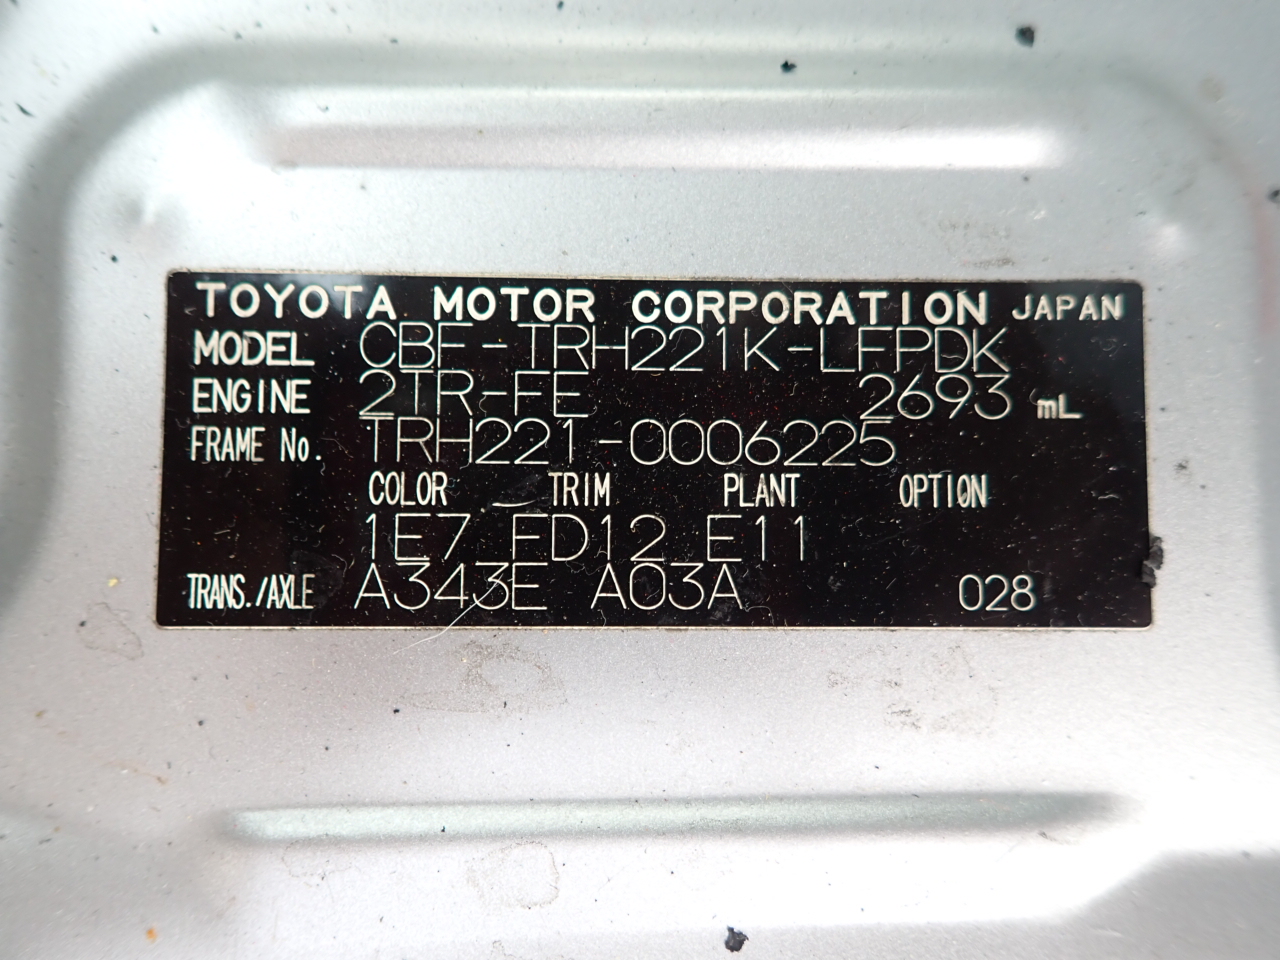 TOYOTA MOTOR CORPORATION JAPAN
MODEL CBF-TRH221K-LFPDK
ENGINE 2TR-FE 2693 mL
FRAME No. TRH221-0006225
COLOR TRIM PLANT OPTION
1E7 FD12 E11
TRANS./AXLE A343E A03A 028